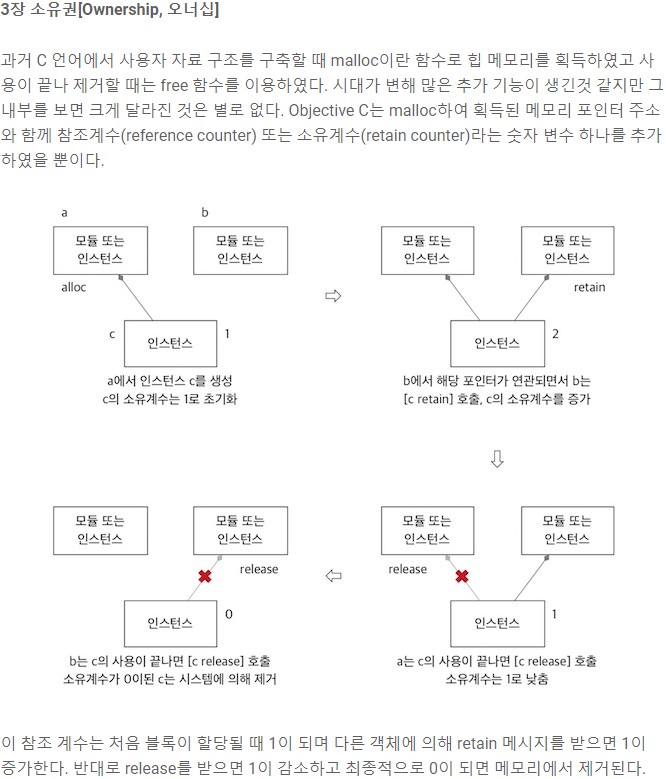 3장 소유권[Ownership, 오너십]
과거 C 언어에서 사용자 자료 구조를 구축할 때 malloc이란 함수로 힙 메모리를 획득하였고 사
용이 끝나 제거할 때는 free 함수를 이용하였다. 시대가 변해 많은 추가 기능이 생긴것 같지만 그
내부를 보면 크게 달라진 것은 별로 없다. Objective C는 malloc하여 획득된 메모리 포인터 주소
와 함께 참조계수(reference counter) 또는 소유계수(retain counter)라는 숫자 변수 하나를 추가
하였을 뿐이다.
a
b
모듈 또는
인스턴스
모듈 또는
인스턴스
alloc
c
인스턴스
1
a에서 인스턴스 c를 생성
c의 소유계수는 1로 초기화
모듈 또는
인스턴스
모듈 또는
인스턴스
retain
인스턴스
2
b에서 해당 포인터가 연관되면서 b는
[c retain] 호출, c의 소유계수를 증가
모듈 또는
인스턴스
모듈 또는
인스턴스
release
인스턴스
0
b는 c의 사용이 끝나면 [c release] 호출
소유계수가 0이된 c는 시스템에 의해 제거
모듈 또는
인스턴스
모듈 또는
인스턴스
release
인스턴스
1
a는 c의 사용이 끝나면 [c release] 호출
소유계수는 1로 낮춤
이 참조 계수는 처음 블록이 할당될 때 1이 되며 다른 객체에 의해 retain 메시지를 받으면 1이
증가한다. 반대로 release를 받으면 1이 감소하고 최종적으로 0이 되면 메모리에서 제거된다.